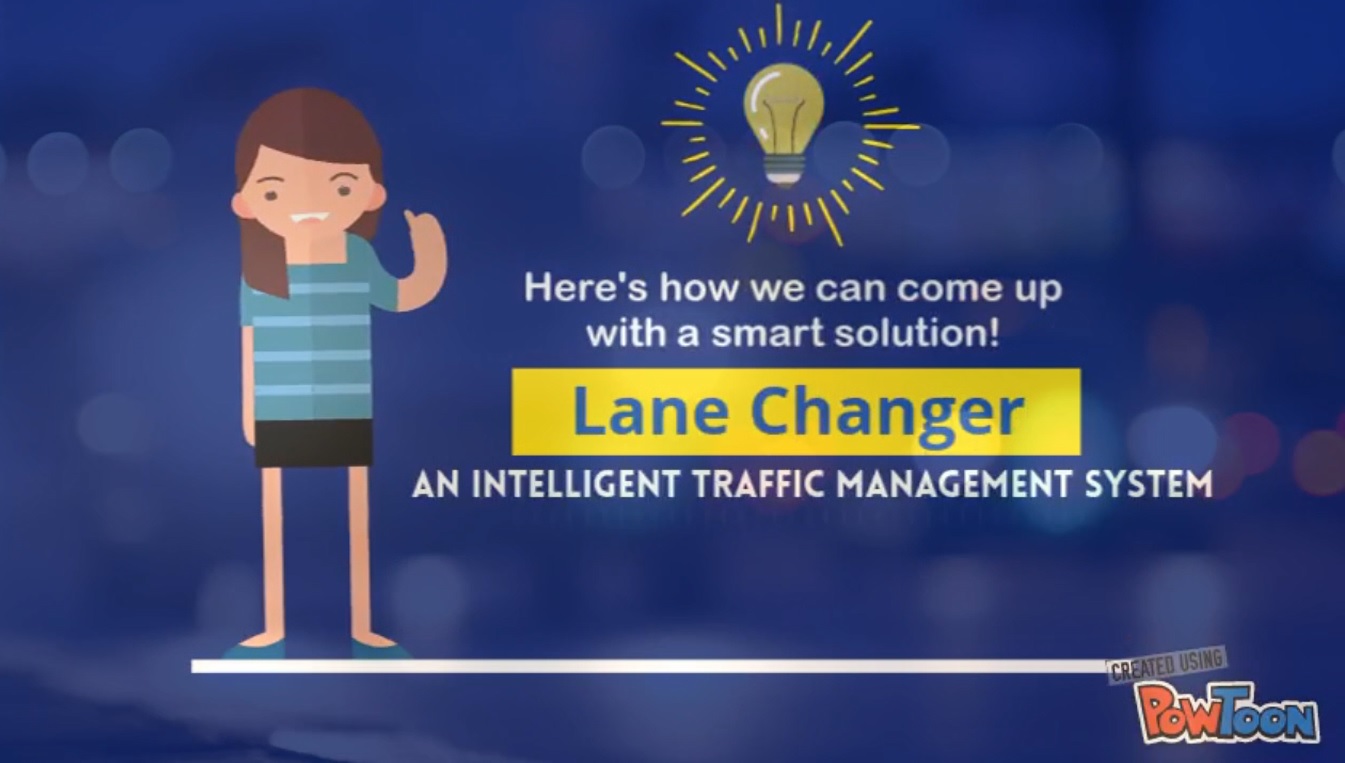 Here's how we can come up
with a smart solution!
Lane Changer
AN INTELLIGENT TRAFFIC MANAGEMENT SYSTEM
CREATED USING
POWTOON